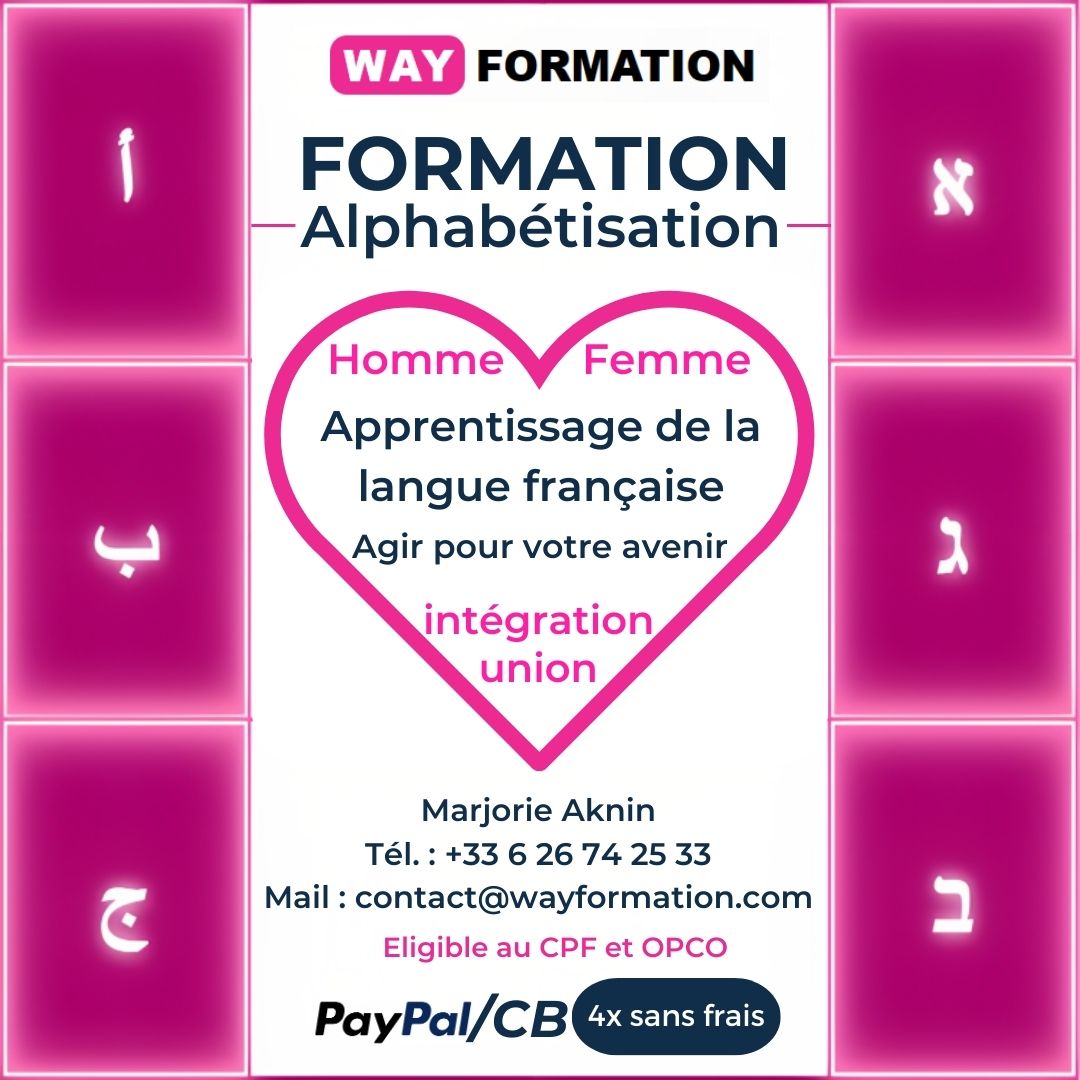 WAY FORMATION
FORMATION
Alphabétisation
Homme Femme
Apprentissage de la
langue française
Agir pour votre avenir
intégration
union
Marjorie Aknin
Tél. : +33 6 26 74 25 33
Mail : contact@wayformation.com
Eligible au CPF et OPCO
PayPal/CB 4x sans frais
أ
ب
ج
א
ג
ב